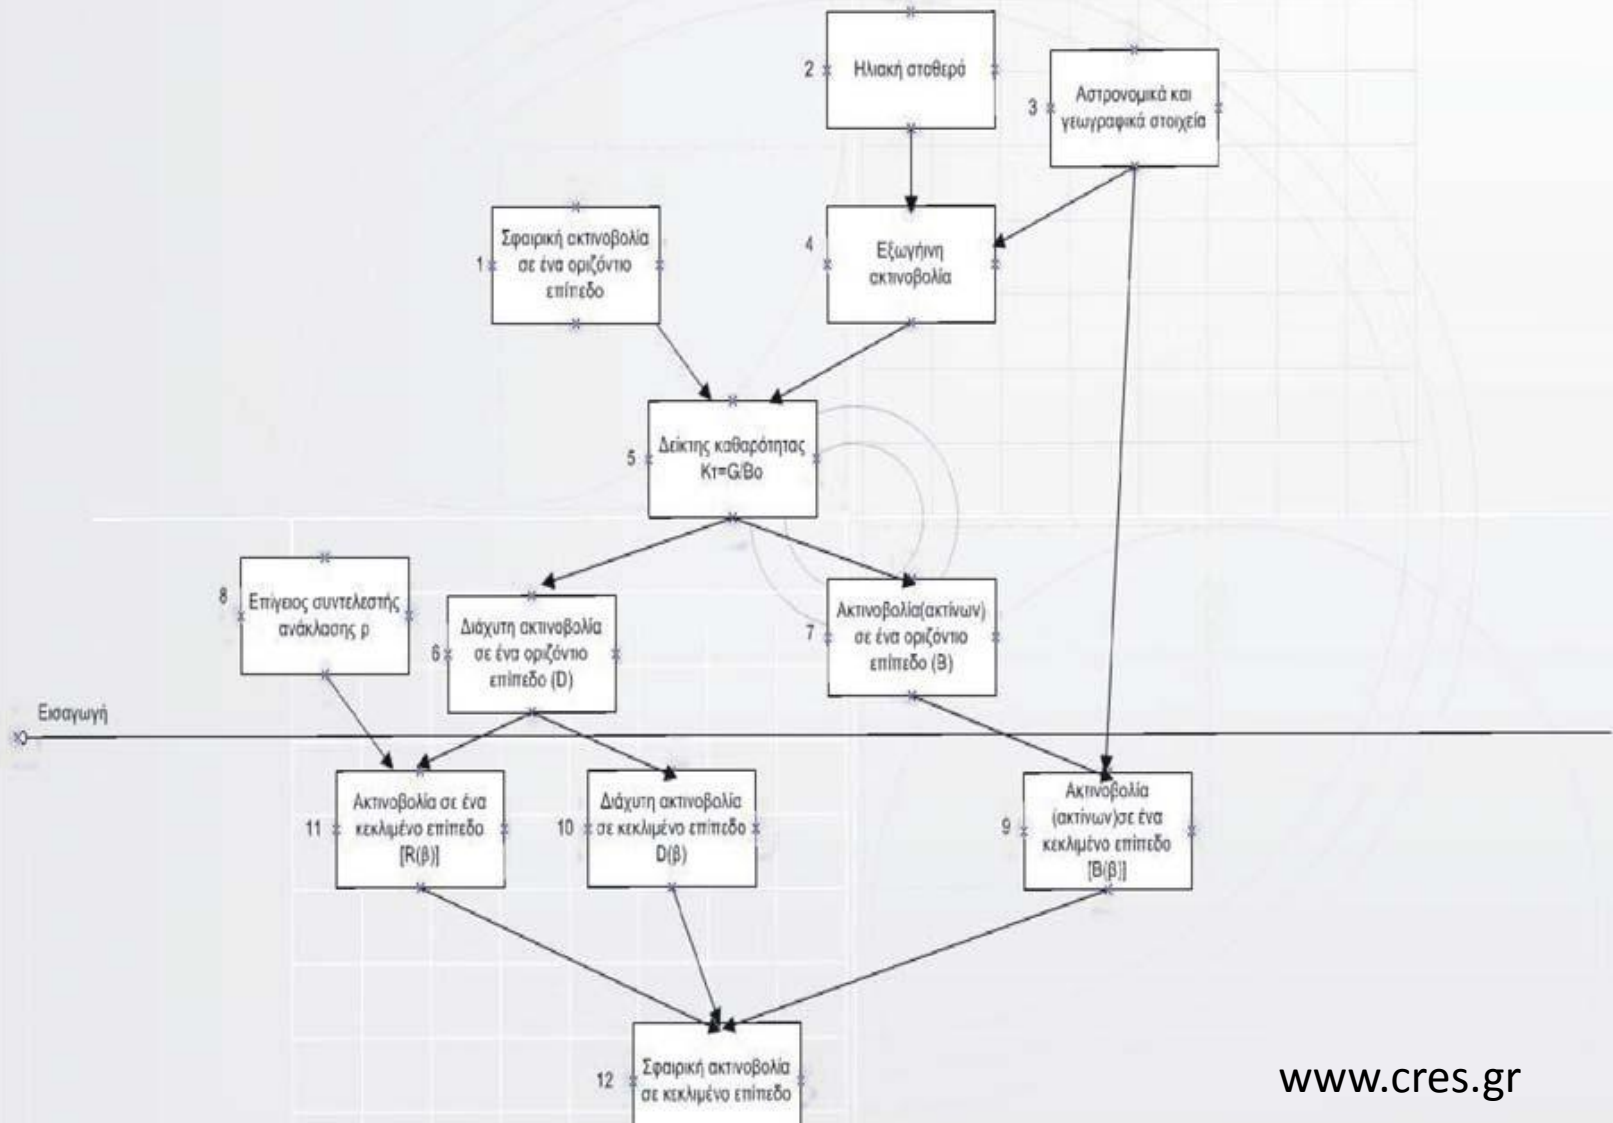 2
Ηλιακή σταθερά
3
Αστρονομικά και
γεωγραφικά στοιχεία
1
Σφαιρική ακτινοβολία
σε ένα οριζόντιο
επίπεδο
4
Εξωγήινη
ακτινοβολία
5
Δείκτης καθαρότητας
Κτ=G/Bo
8
Επίγειος συντελεστής
ανάκλασης ρ
6
Διάχυτη ακτινοβολία
σε ένα οριζόντιο
επίπεδο (D)
7
Ακτινοβολία(ακτίνων)
σε ένα οριζόντιο
επίπεδο (Β)
Εισαγωγή
11
Ακτινοβολία σε ένα
κεκλιμένο επίπεδο
[R(β)]
10
Διάχυτη ακτινοβολία
σε κεκλιμένο επίπεδο
D(β)
9
Ακτινοβολία
(ακτίνων)σε ένα
κεκλιμένο επίπεδο
[Β(β)]
12
Σφαιρική ακτινοβολία
σε κεκλιμένο επίπεδο
www.cres.gr